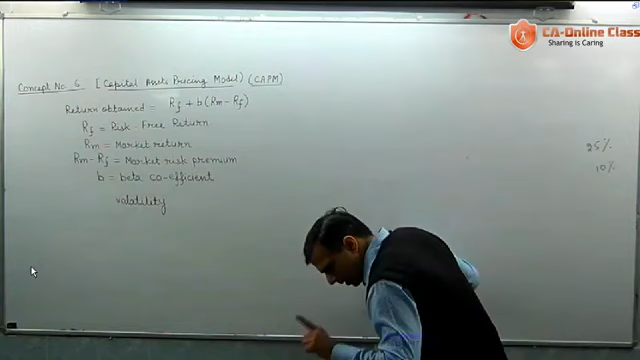 CA-Online Class
Sharing is Caring
Concept No. 6 [Capital Assets Pricing Model) (CAPM)
Return obtained = Rf + b (Rm - Rf)
Rf = Risk Free Return
Rm = Market return
Rm - Rf = Market risk premium
b = beta co-efficient
volatility
25%
10%